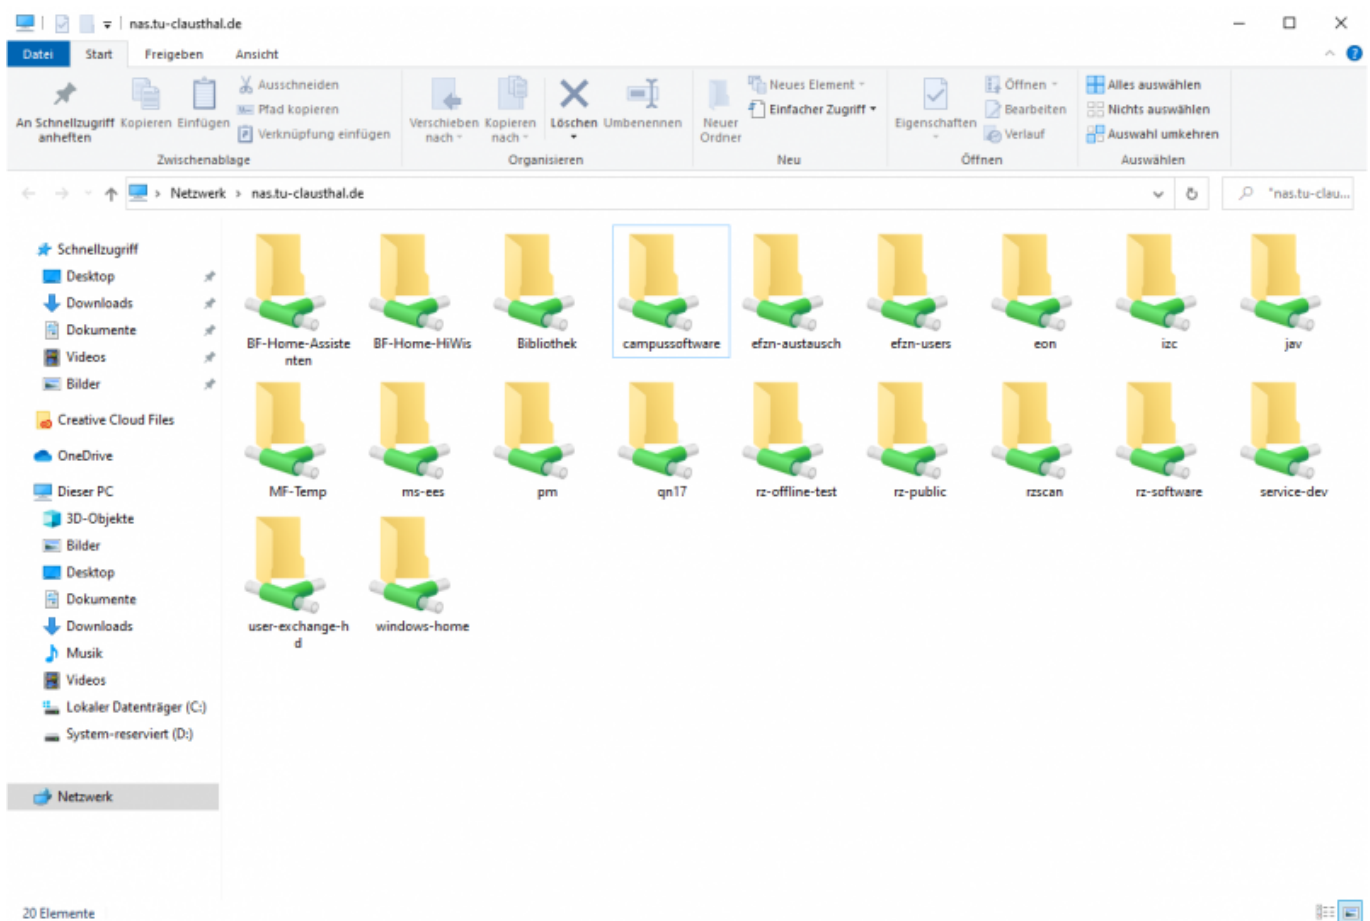 nas.tu-clausthal.de
Datei Start Freigeben Ansicht
An Schnellzugriff anheften
Kopieren
Einfügen
Ausschneiden
Pfad kopieren
Verknüpfung einfügen
Zwischenablage
Verschieben nach
Kopieren nach
Löschen
Umbenennen
Organisieren
Neuer Ordner
Neues Element
Einfacher Zugriff
Neu
Eigenschaften
Öffnen
Bearbeiten
Verlauf
Öffnen
Alles auswählen
Nichts auswählen
Auswahl umkehren
Auswählen
Netzwerk > nas.tu-clausthal.de
"nas.tu-clau...
Schnellzugriff
Desktop
Downloads
Dokumente
Videos
Bilder
Creative Cloud Files
OneDrive
Dieser PC
3D-Objekte
Bilder
Desktop
Dokumente
Downloads
Musik
Videos
Lokaler Datenträger (C:)
System-reserviert (D:)
Netzwerk
BF-Home-Assistenten
BF-Home-HiWis
Bibliothek
campussoftware
efzn-austausch
efzn-users
eon
izc
jav
MF-Temp
ms-ees
pm
qn17
rz-offline-test
rz-public
rzscan
rz-software
service-dev
user-exchange-hd
windows-home
20 Elemente